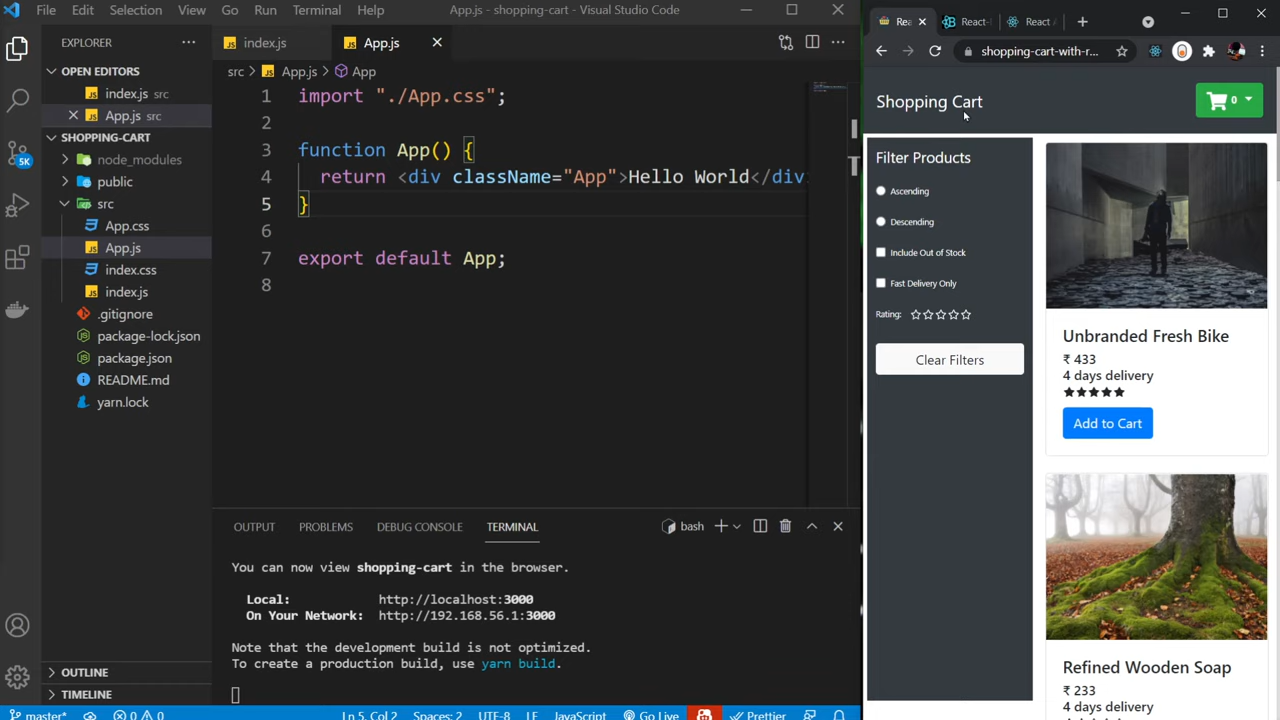 File Edit Selection View Go Run Terminal Help App.js - shopping-cart - Visual Studio Code
EXPLORER
OPEN EDITORS
index.js src
App.js src
SHOPPING-CART
node_modules
public
src
App.css
App.js
index.css
index.js
.gitignore
package-lock.json
package.json
README.md
yarn.lock
OUTLINE
TIMELINE
5K
index.js App.js
src App.js App
1 import "./App.css";
2
3 function App() {
4 return <div className="App">Hello World</div
5 }
6
7 export default App;
8
OUTPUT PROBLEMS DEBUG CONSOLE TERMINAL bash
You can now view shopping-cart in the browser.
Local: http://localhost:3000
On Your Network: http://192.168.56.1:3000
Note that the development build is not optimized.
To create a production build, use yarn build.
master* 0 0 Ln 5, Col 2 Spaces: 2 UTF-8 LF JavaScript Go Live Prettier
Rea React- React A
shopping-cart-with-r...
Shopping Cart
0
Filter Products
Ascending
Descending
Include Out of Stock
Fast Delivery Only
Rating:
Clear Filters
Unbranded Fresh Bike
₹ 433
4 days delivery
Add to Cart
Refined Wooden Soap
₹ 233
4 days delivery